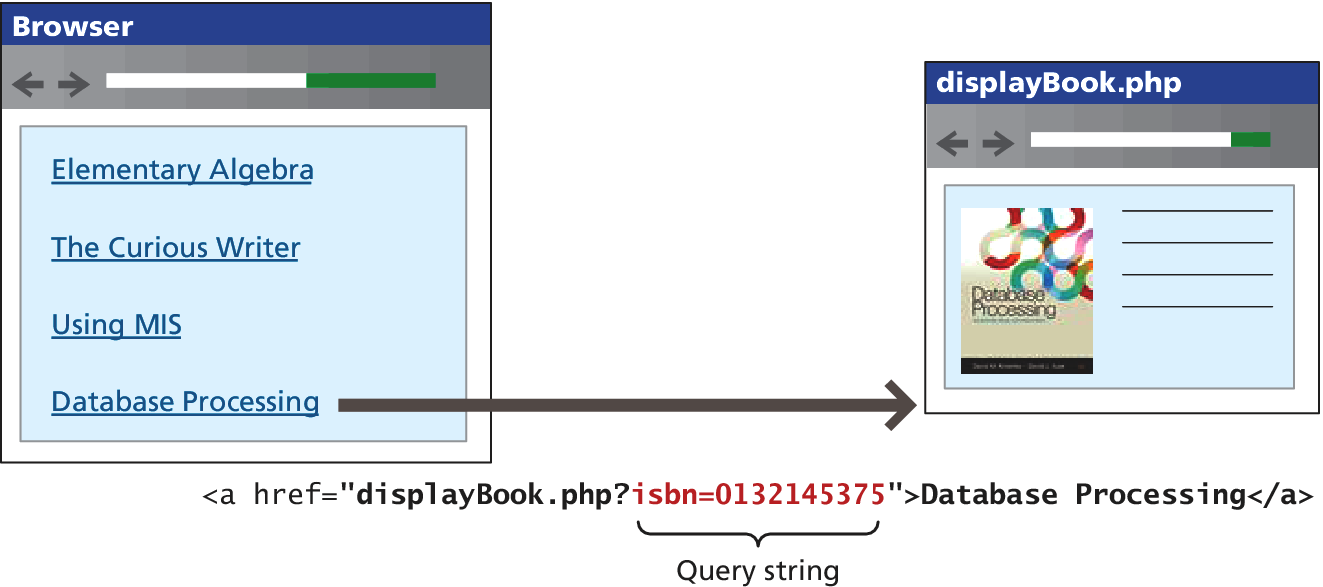 Browser
displayBook.php
Elementary Algebra
The Curious Writer
Using MIS
Database Processing
Database
Processing
<a href="displayBook.php?isbn=0132145375">Database Processing</a>
Query string